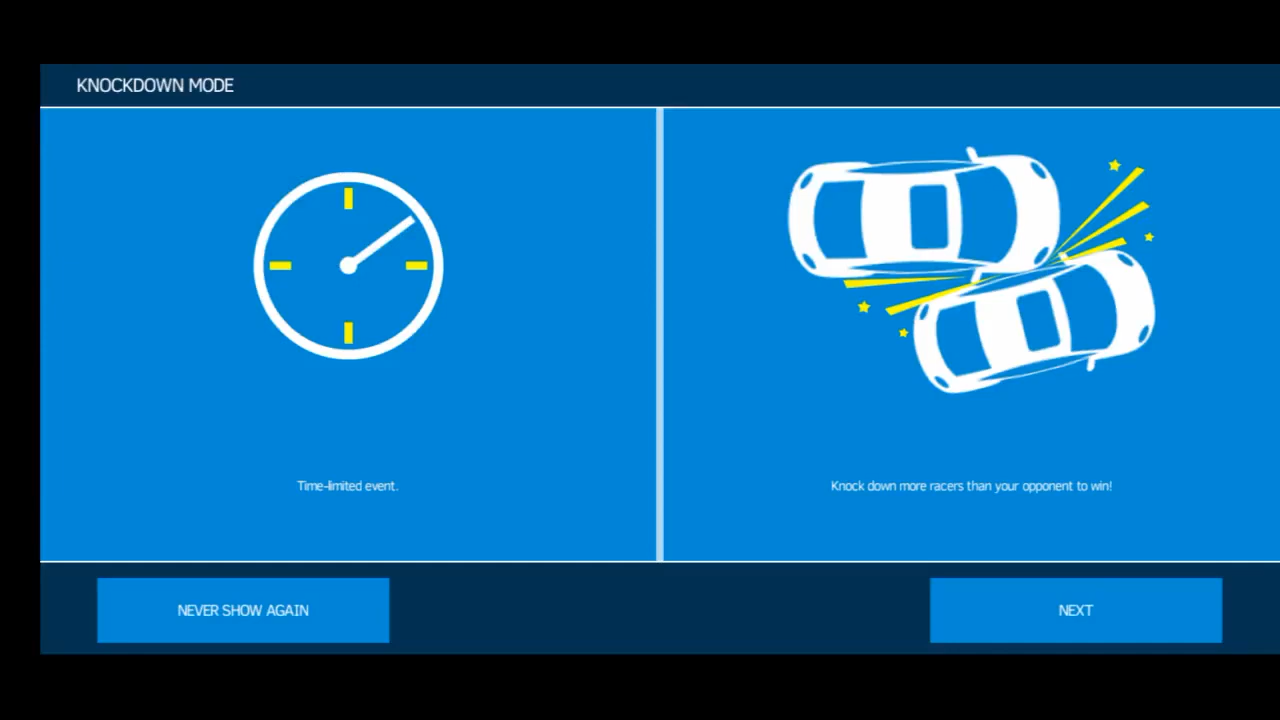 KNOCKDOWN MODE
Time-limited event.
Knock down more racers than your opponent to win!
NEVER SHOW AGAIN
NEXT